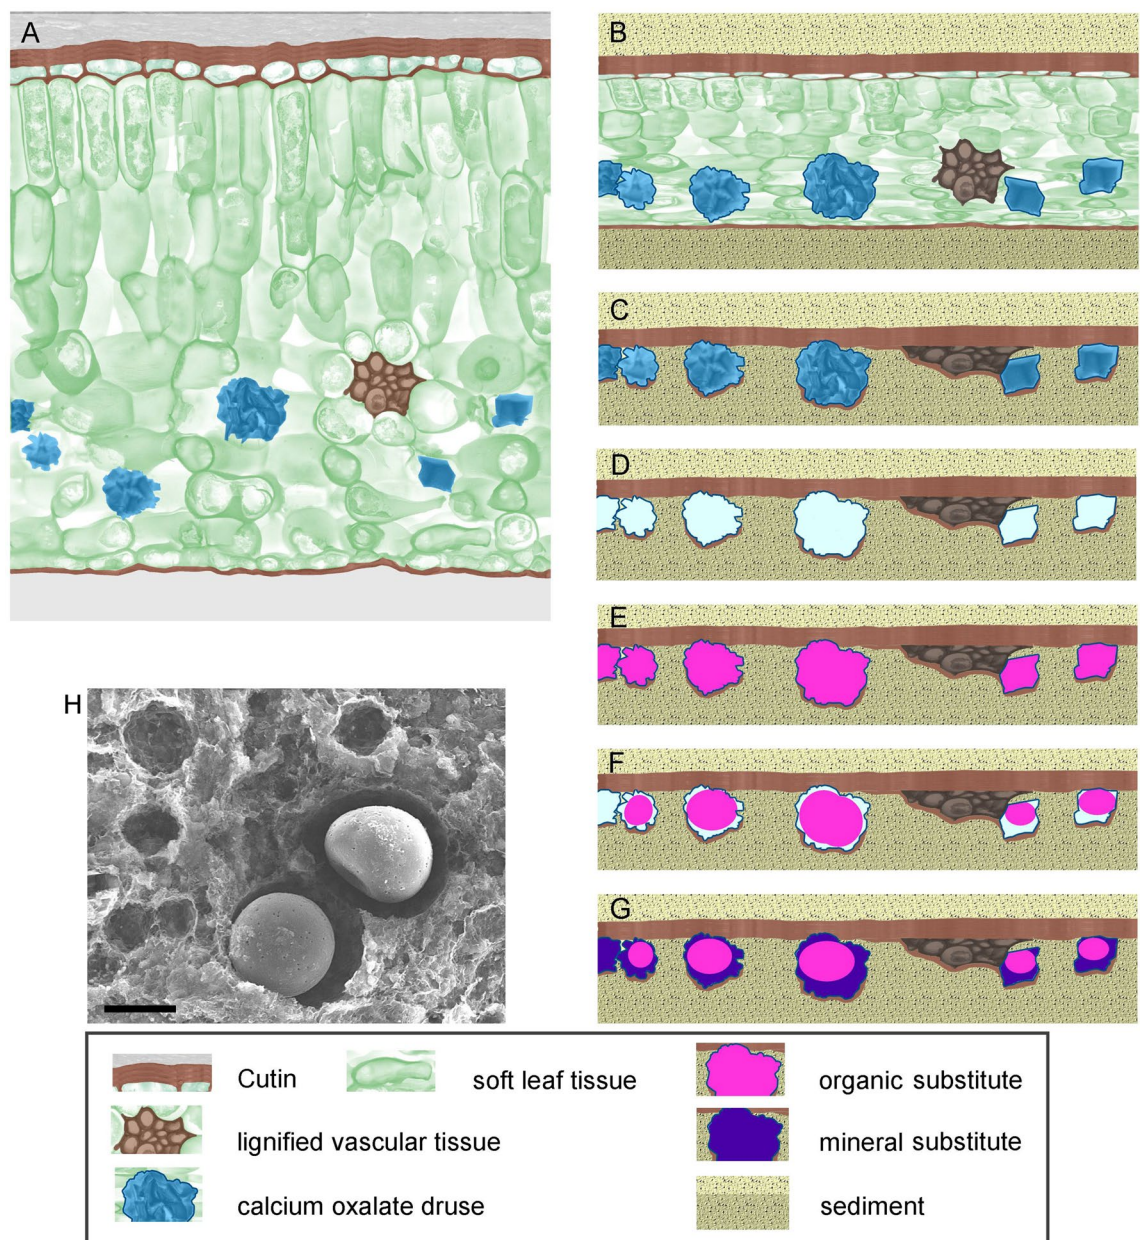 A
B
C
D
E
F
G
H
Cutin
soft leaf tissue
organic substitute
lignified vascular tissue
mineral substitute
calcium oxalate druse
sediment